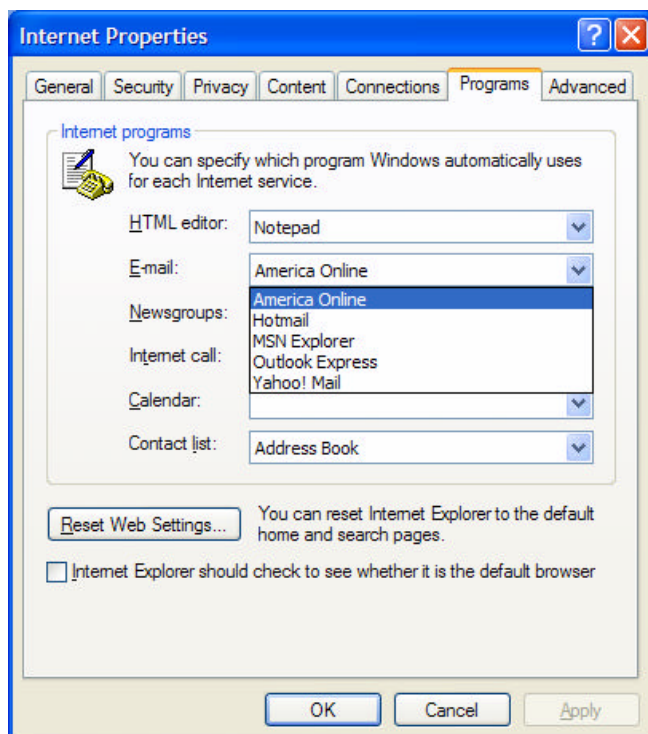 Internet Properties
General Security Privacy Content Connections Programs Advanced
Internet programs
You can specify which program Windows automatically uses
for each Internet service.
HTML editor: Notepad
E-mail: America Online
America Online
Newsgroups:
Hotmail
MSN Explorer
Internet call:
Outlook Express
Yahoo! Mail
Calendar:
Contact list: Address Book
Reset Web Settings... You can reset Internet Explorer to the default
home and search pages.
Internet Explorer should check to see whether it is the default browser
OK Cancel Apply